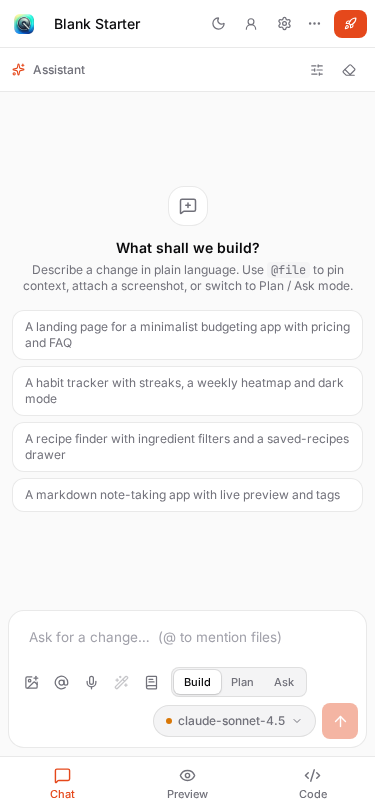 Blank Starter
Assistant
What shall we build?
Describe a change in plain language. Use @file to pin
context, attach a screenshot, or switch to Plan / Ask mode.
A landing page for a minimalist budgeting app with pricing
and FAQ
A habit tracker with streaks, a weekly heatmap and dark
mode
A recipe finder with ingredient filters and a saved-recipes
drawer
A markdown note-taking app with live preview and tags
Ask for a change... (@ to mention files)
Build Plan Ask
claude-sonnet-4.5
Chat Preview Code